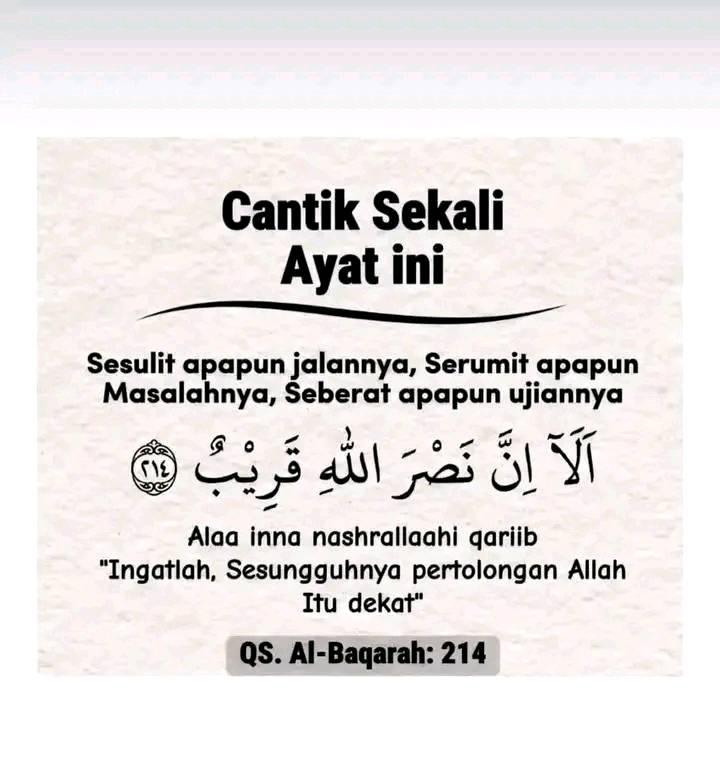 Cantik Sekali
Ayat ini
Sesulit apapun jalannya, Serumit apapun
Masalahnya, Seberat apapun ujiannya
اَلَآ اِنَّ نَصْرَ اللّٰهِ قَرِيْبٌ ۝٢١٤
Alaa inna nashrallaahi qariib
"Ingatlah, Sesungguhnya pertolongan Allah
Itu dekat"
QS. Al-Baqarah: 214